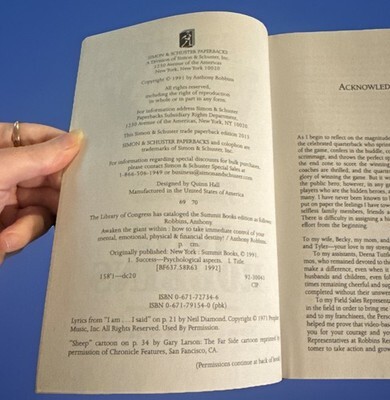 SIMON & SCHUSTER PAPERBACKS
A Division of Simon & Schuster, Inc.
1230 Avenue of the Americas
New York, New York 10020
Copyright © 1991 by Anthony Robbins
All rights reserved,
including the right of reproduction
in whole or in part in any form.
For information address Simon & Schuster
Paperbacks Subsidiary Rights Department,
1230 Avenue of the Americas, New York, NY 10020
This Simon & Schuster trade paperback edition 2013
SIMON & SCHUSTER PAPERBACKS and colophon are
trademarks of Simon & Schuster, Inc.
For information regarding special discounts for bulk purchases,
please contact Simon & Schuster Special Sales at
1-866-506-1949 or business@simonandschuster.com
Designed by Quinn Hall
Manufactured in the United States of America
69 70
The Library of Congress has cataloged the Summit Books edition as follows:
Robbins, Anthony.
Awaken the giant within : how to take immediate control of your
mental, emotional, physical & financial destiny! / Anthony Robbins.
p. cm.
Originally published: New York : Summit Books, © 1991.
1. Success—Psychological aspects. I. Title.
[BF637.S8R61 1992]
158'1—dc20
CIP
ISBN 0-671-72734-6
ISBN 0-671-79154-0 (pbk)
Lyrics from "I am . . . I said" on p. 21 by Neil Diamond. Copyright © 1971 Prophet
Music, Inc. All Rights Reserved. Used By Permission.
"Sheep" cartoon on p. 34 by Gary Larson: The Far Side cartoon reprinted by
permission of Chronicle Features, San Francisco, CA.
(Permissions continue at back of
ACKNOWLED
As I begin to reflect on the magnitude
the celebrated quarterback who sprints
of the game, confers in the huddle, re
scrimmage, and throws the perfect sp
the end zone to score the winning
coaches are thrilled, and the quarterb
glory of winning the game. But it w
the public hero; however, in any
players who are the hidden heroes,
many. I have never been known to b
put on paper the feelings I have tow
selfless family members, friends
There is difficulty in assigning a hi
effort from the beginning.
To my wife, Becky, my mom, and
and Tyler—your love is my streng
To my assistants, Deena Tutt
mos, who remained devoted to the
make a difference, even when it
husbands and children, even fol
times remaining cheerful and sup
completed without their answer
To my Field Sales Represent
in the field in order to bring me
and to my franchisees, the Person
helped me prove that video-based
you for your courage and yo
Representatives at Robbins Res
tomer to take action and grow